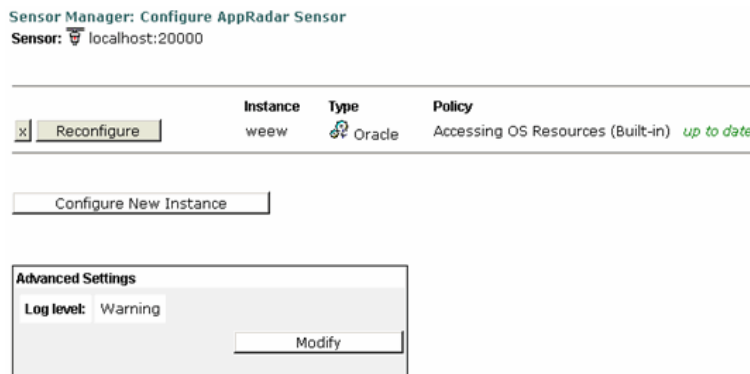 Sensor Manager: Configure AppRadar Sensor
Sensor: localhost:20000
Instance Type Policy
x Reconfigure weew Oracle Accessing OS Resources (Built-in) up to date
Configure New Instance
Advanced Settings
Log level: Warning
Modify